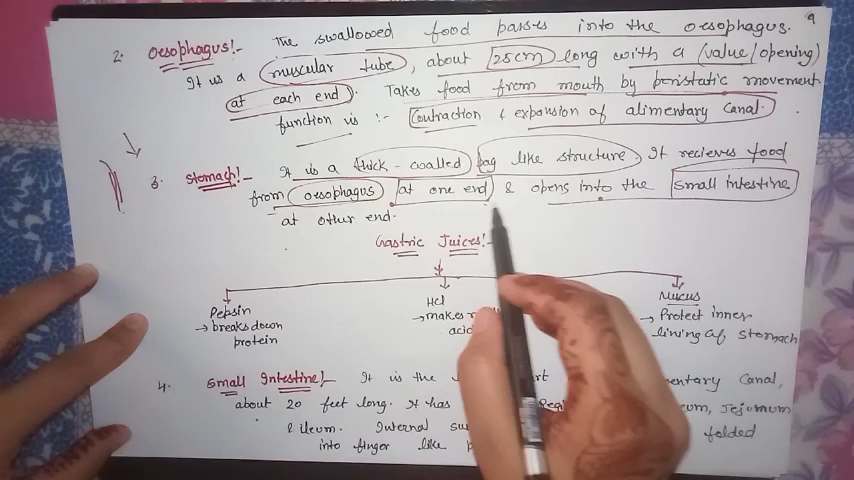 9
2. Oesophagus!- The swallowed food passes into the oesophagus.
It is a muscular tube, about 25cm long with a (value/opening)
at each end). Takes food from mouth by peristatic movement
function is :- Contraction & expansion of alimentary Canal.
3. Stomach!- It is a thick-walled bag like structure. It recieves food
from oesophagus at one end & opens into the small intestine
at other end.
Gastric Juices!-
Pepsin HCl Mucus
→ breaks down → makes → Protect inner
protein acid lining of stomach
4. Small Intestine!- It is the Canal,
about 20 feet long. It has Jejumum
& ileum. Internal folded
into finger like